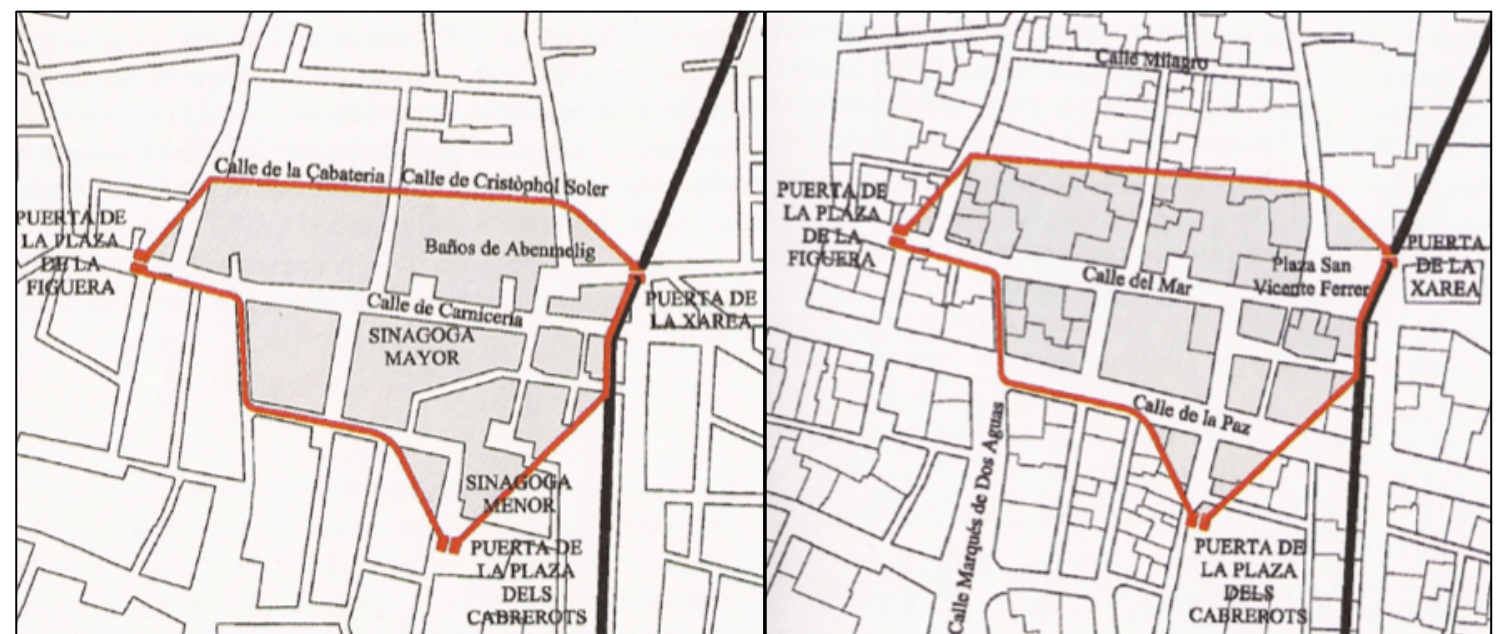 Calle de la Çabateria
Calle de Cristòphol Soler
PUERTA DE
LA PLAZA
DE LA
FIGUERA
Baños de Abenmelig
PUERTA DE
LA XAREA
Calle de Carniceria
SINAGOGA
MAYOR
SINAGOGA
MENOR
PUERTA DE
LA PLAZA
DELS
CABREROTS
Calle Milagro
PUERTA DE
LA PLAZA
DE LA
FIGUERA
Calle del Mar
Plaza San
Vicente Ferrer
PUERTA
DE LA
XAREA
Calle de la Paz
Calle Marqués de Dos Aguas
PUERTA DE
LA PLAZA
DELS
CABREROTS